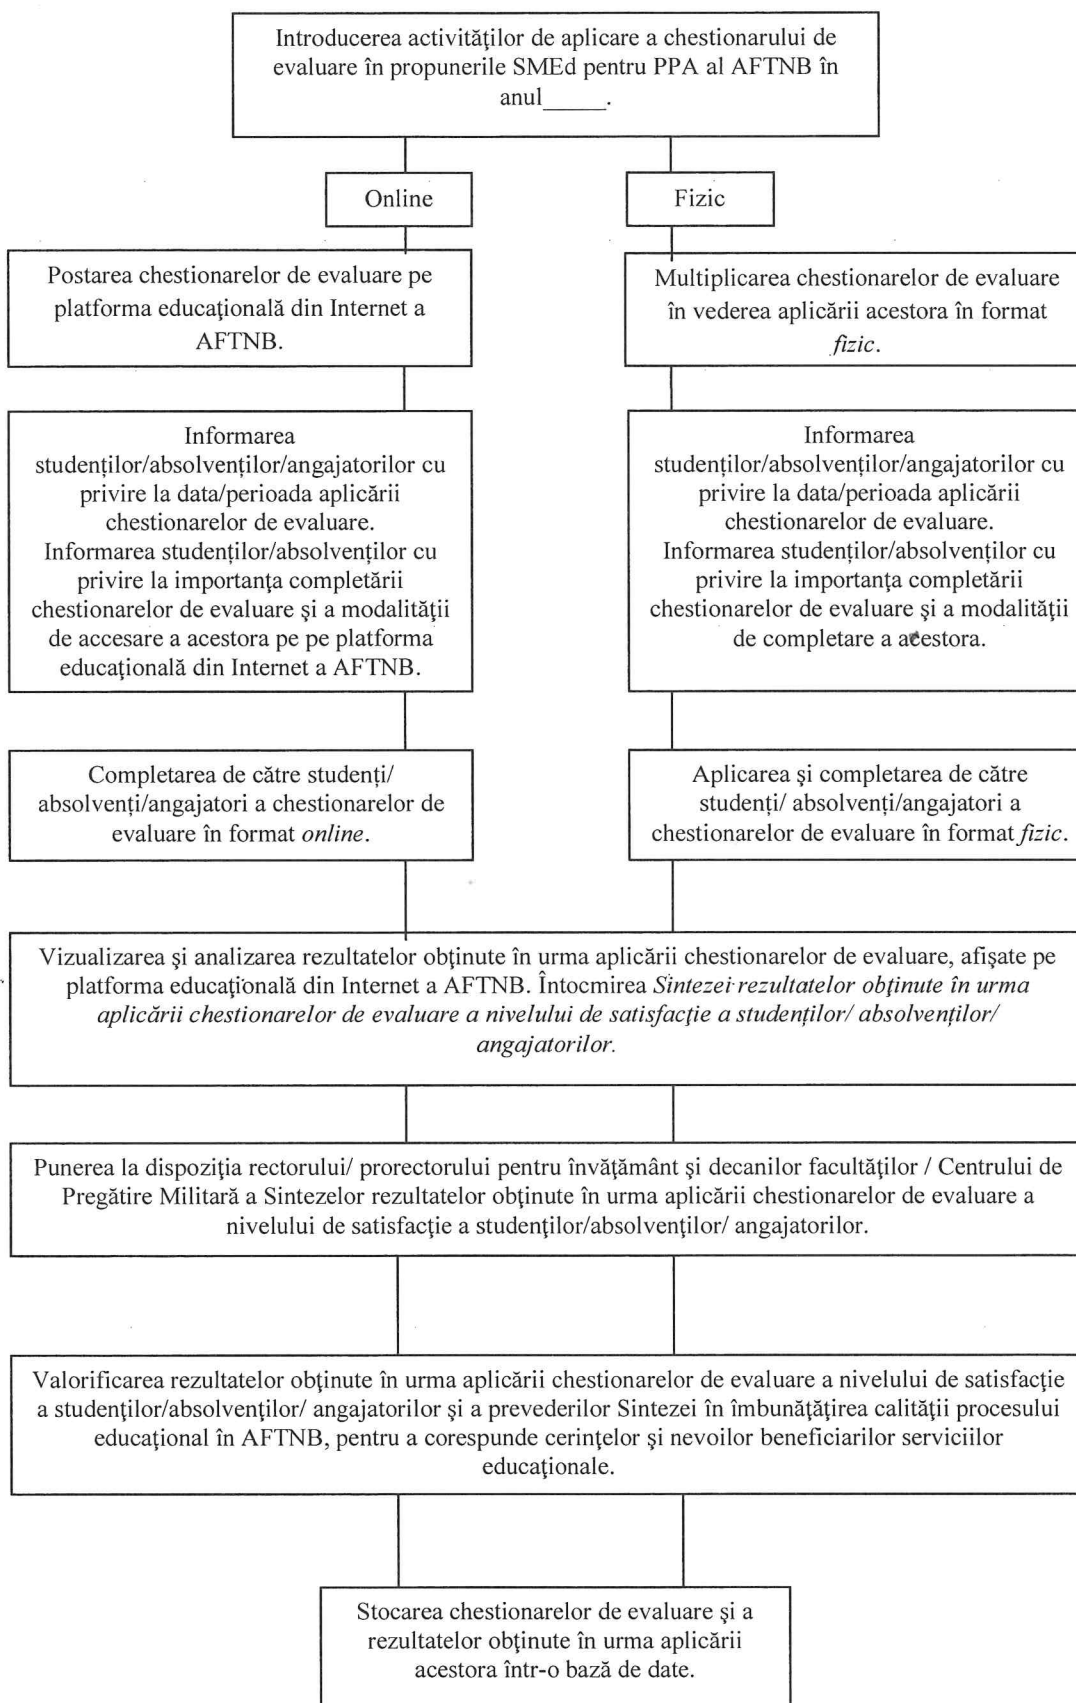 Introducerea activităţilor de aplicare a chestionarului de
evaluare în propunerile SMEd pentru PPA al AFTNB în
anul_____.
Online
Fizic
Postarea chestionarelor de evaluare pe
platforma educaţională din Internet a
AFTNB.
Multiplicarea chestionarelor de evaluare
în vederea aplicării acestora în format
fizic.
Informarea
studenților/absolvenților/angajatorilor cu
privire la data/perioada aplicării
chestionarelor de evaluare.
Informarea studenților/absolvenților cu
privire la importanţa completării
chestionarelor de evaluare şi a modalităţii
de accesare a acestora pe pe platforma
educaţională din Internet a AFTNB.
Informarea
studenților/absolvenților/angajatorilor cu
privire la data/perioada aplicării
chestionarelor de evaluare.
Informarea studenților/absolvenților cu
privire la importanţa completării
chestionarelor de evaluare şi a modalităţii
de completare a acestora.
Completarea de către studenți/
absolvenți/angajatori a chestionarelor de
evaluare în format online.
Aplicarea şi completarea de către
studenți/ absolvenți/angajatori a
chestionarelor de evaluare în format fizic.
Vizualizarea şi analizarea rezultatelor obţinute în urma aplicării chestionarelor de evaluare, afişate pe
platforma educaţională din Internet a AFTNB. Întocmirea Sintezei rezultatelor obţinute în urma
aplicării chestionarelor de evaluare a nivelului de satisfacţie a studenţilor/ absolvenţilor/
angajatorilor.
Punerea la dispoziţia rectorului/ prorectorului pentru învăţământ şi decanilor facultăţilor / Centrului de
Pregătire Militară a Sintezelor rezultatelor obţinute în urma aplicării chestionarelor de evaluare a
nivelului de satisfacţie a studenţilor/absolvenţilor/ angajatorilor.
Valorificarea rezultatelor obţinute în urma aplicării chestionarelor de evaluare a nivelului de satisfacţie
a studenţilor/absolvenţilor/ angajatorilor şi a prevederilor Sintezei în îmbunătăţirea calităţii procesului
educaţional în AFTNB, pentru a corespunde cerinţelor şi nevoilor beneficiarilor serviciilor
educaţionale.
Stocarea chestionarelor de evaluare şi a
rezultatelor obţinute în urma aplicării
acestora într-o bază de date.